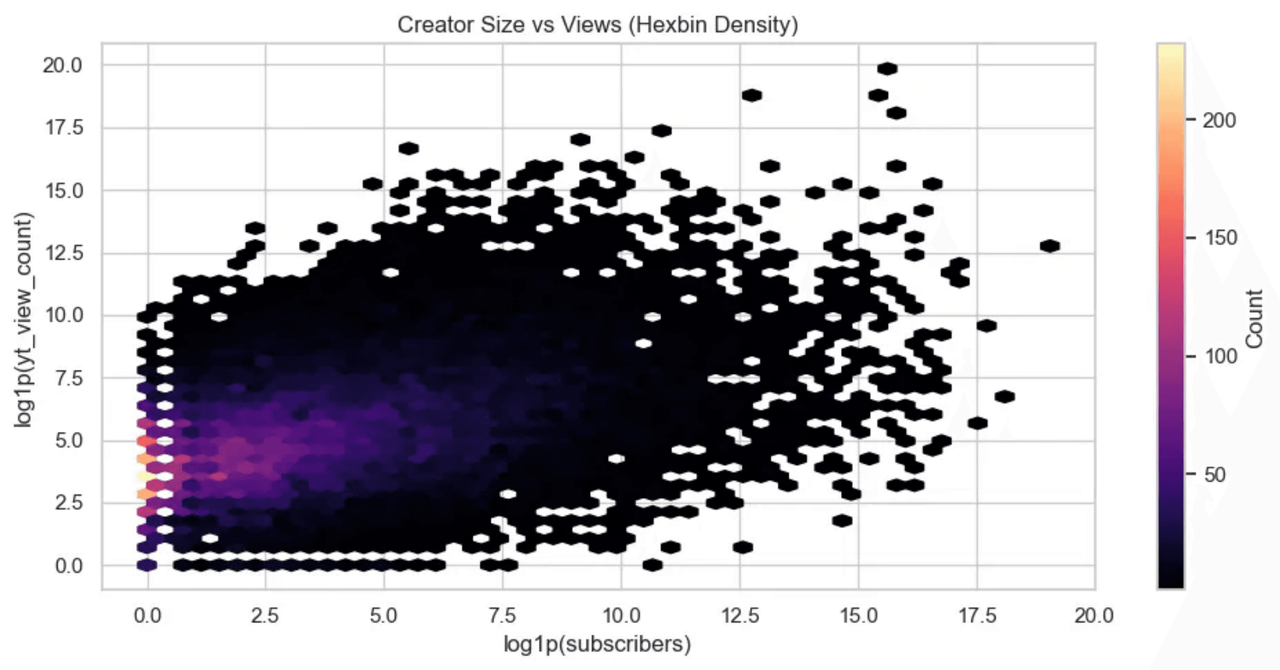 Creator Size vs Views (Hexbin Density)
20.0
17.5
15.0
12.5
10.0
7.5
5.0
2.5
0.0
log1p(yt_view_count)
0.0 2.5 5.0 7.5 10.0 12.5 15.0 17.5 20.0
log1p(subscribers)
200
150
100
50
Count